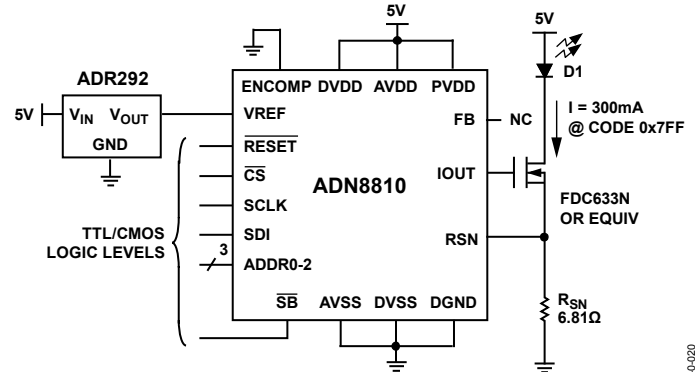 5V
5V
ADR292
ENCOMP DVDD AVDD PVDD
D1
5V VIN VOUT
GND
VREF
FB NC
I = 300mA
@ CODE 0x7FF
RESET
CS
ADN8810
IOUT
SCLK
FDC633N
OR EQUIV
TTL/CMOS
LOGIC LEVELS
SDI
3
ADDR0-2
RSN
SB AVSS DVSS DGND
RSN
6.81Ω
0-020